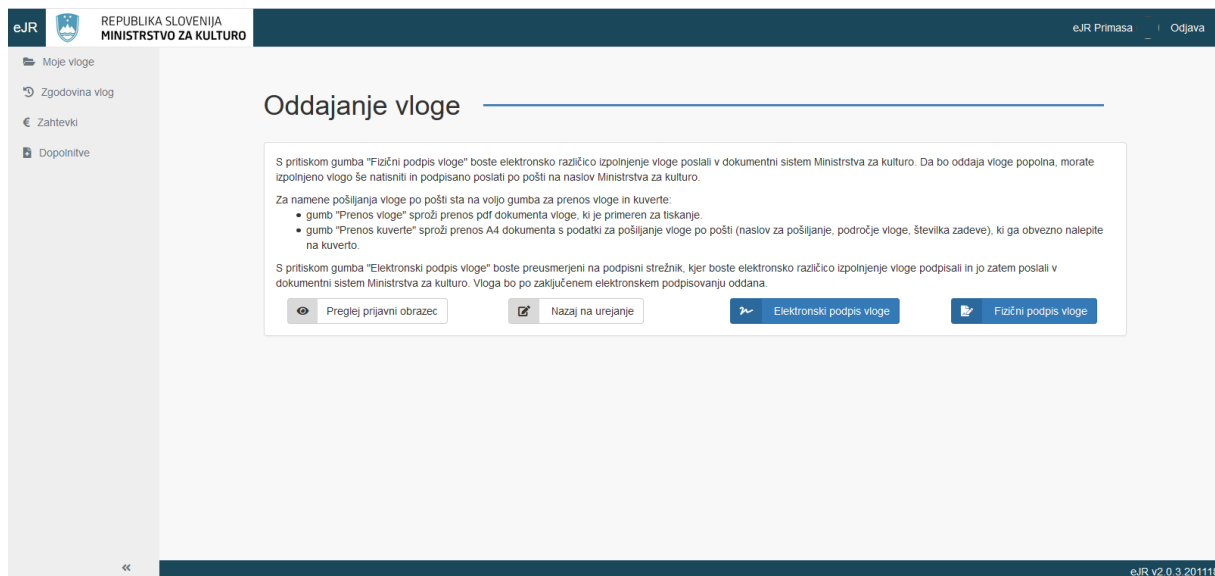 eJR
REPUBLIKA SLOVENIJA
MINISTRSTVO ZA KULTURO
eJR Primasa
Odjava
Moje vloge
Zgodovina vlog
€ Zahtevki
Dopolnitve
Oddajanje vloge
S pritiskom gumba "Fizični podpis vloge" boste elektronsko različico izpolnjenje vloge poslali v dokumentni sistem Ministrstva za kulturo. Da bo oddaja vloge popolna, morate
izpolnjeno vlogo še natisniti in podpisano poslati po pošti na naslov Ministrstva za kulturo.
Za namene pošiljanja vloge po pošti sta na voljo gumba za prenos vloge in kuverte:
• gumb "Prenos vloge" sproži prenos pdf dokumenta vloge, ki je primeren za tiskanje.
• gumb "Prenos kuverte" sproži prenos A4 dokumenta s podatki za pošiljanje vloge po pošti (naslov za pošiljanje, področje vloge, številka zadeve), ki ga obvezno nalepite
na kuverto.
S pritiskom gumba "Elektronski podpis vloge" boste preusmerjeni na podpisni strežnik, kjer boste elektronsko različico izpolnjenje vloge podpisali in jo zatem poslali v
dokumentni sistem Ministrstva za kulturo. Vloga bo po zaključenem elektronskem podpisovanju oddana.
Preglej prijavni obrazec
Nazaj na urejanje
Elektronski podpis vloge
Fizični podpis vloge
«
eJR v2.0.3.201118